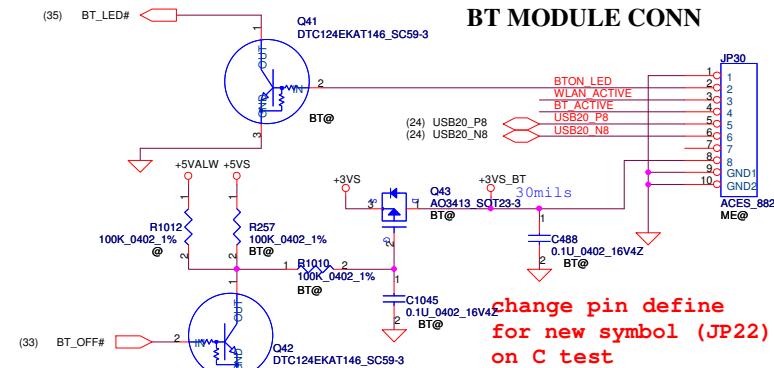 BT MODULE CONN
(35) BT_LED#
1
Q41
DTC124EKAT146_SC59-3
OUT
IN
2
GND
3
BT@
JP30
BTON_LED
WLAN_ACTIVE
BT_ACTIVE
(24) USB20_P8
USB20_P8
(24) USB20_N8
USB20_N8
1 1
2 2
3 3
4 4
5 5
6 6
7 7
8 8
9 GND1
10 GND2
ACES_882
ME@
+5VALW +5VS
1
1
R1012
100K_0402_1%
@
2
R257
100K_0402_1%
BT@
2
+3VS
3
S
D
1
G
2
Q43
AO3413_SOT23-3
BT@
+3VS_BT
30mils
1
C488
0.1U_0402_16V4Z
2
BT@
1
R1010
2
100K_0402_1%
BT@
1
C1045
0.1U_0402_16V4Z
2
BT@
change pin define
for new symbol (JP22)
on C test
(33) BT_OFF#
2
IN
1
OUT
GND
Q42
DTC124EKAT146_SC59-3